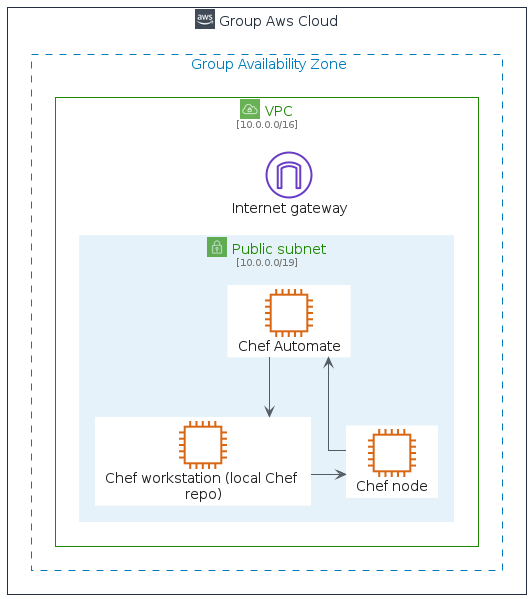 aws
Group Aws Cloud
Group Availability Zone
VPC
[10.0.0.0/16]
Internet gateway
Public subnet
[10.0.0.0/19]
Chef Automate
Chef workstation (local Chef
repo)
Chef node